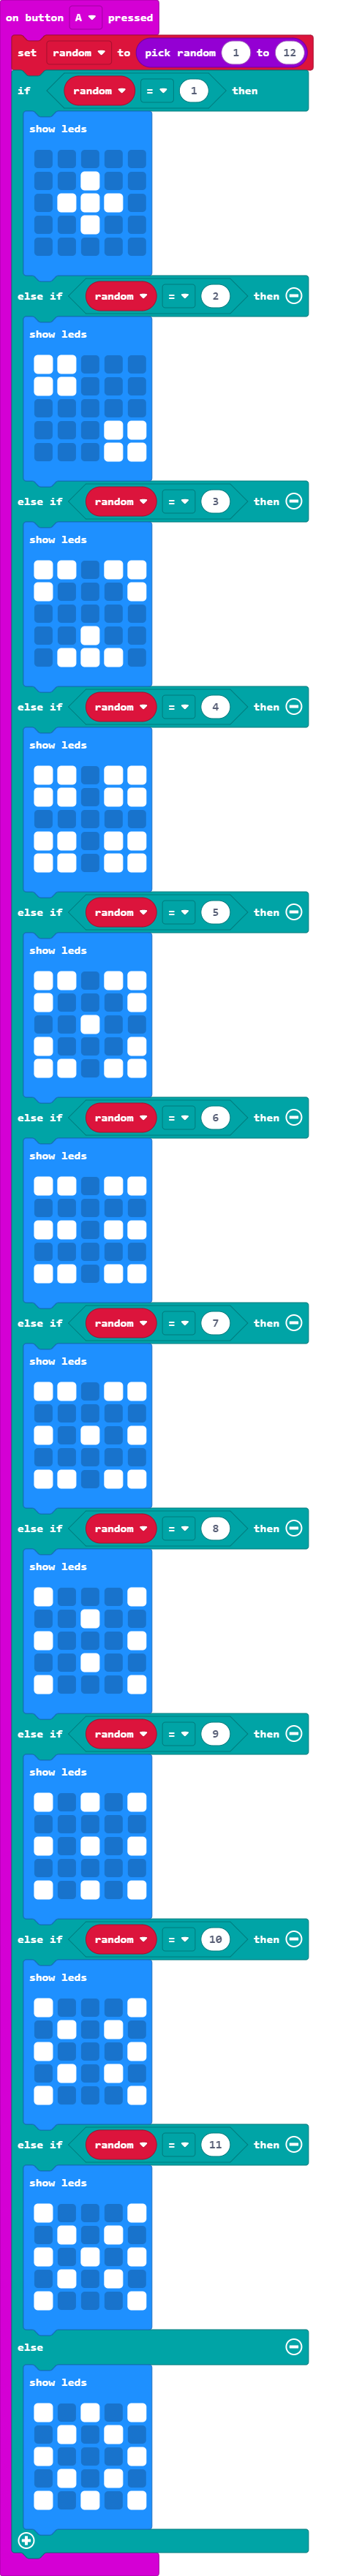 on button A pressed
set random to pick random 1 to 12
if random = 1 then
show leds
else if random = 2 then
show leds
else if random = 3 then
show leds
else if random = 4 then
show leds
else if random = 5 then
show leds
else if random = 6 then
show leds
else if random = 7 then
show leds
else if random = 8 then
show leds
else if random = 9 then
show leds
else if random = 10 then
show leds
else if random = 11 then
show leds
else
show leds